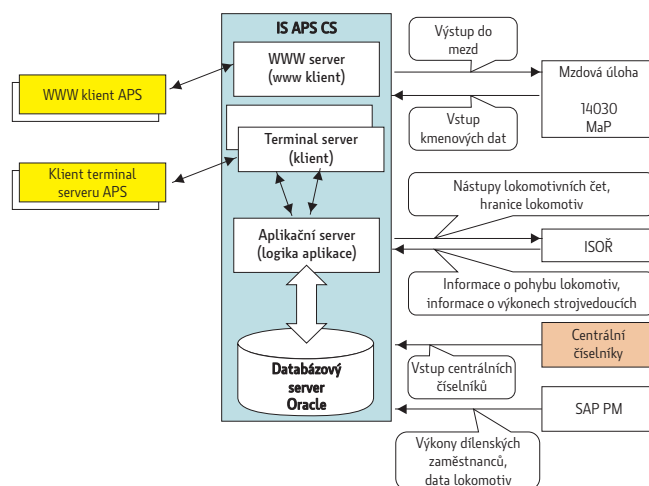 IS APS CS
WWW server
(www klient)
WWW klient APS
Výstup do
mezd
Mzdová úloha
14030
MaP
Vstup
kmenových dat
Terminal server
(klient)
Klient terminal
serveru APS
Nástupy lokomotivních čet,
hranice lokomotiv
Aplikační server
(logika aplikace)
ISOŘ
Informace o pohybu lokomotiv,
informace o výkonech strojvedoucích
Centrální
číselníky
Vstup centrálních
číselníků
Databázový
server
Oracle
SAP PM
Výkony dílenských
zaměstnanců,
data lokomotiv